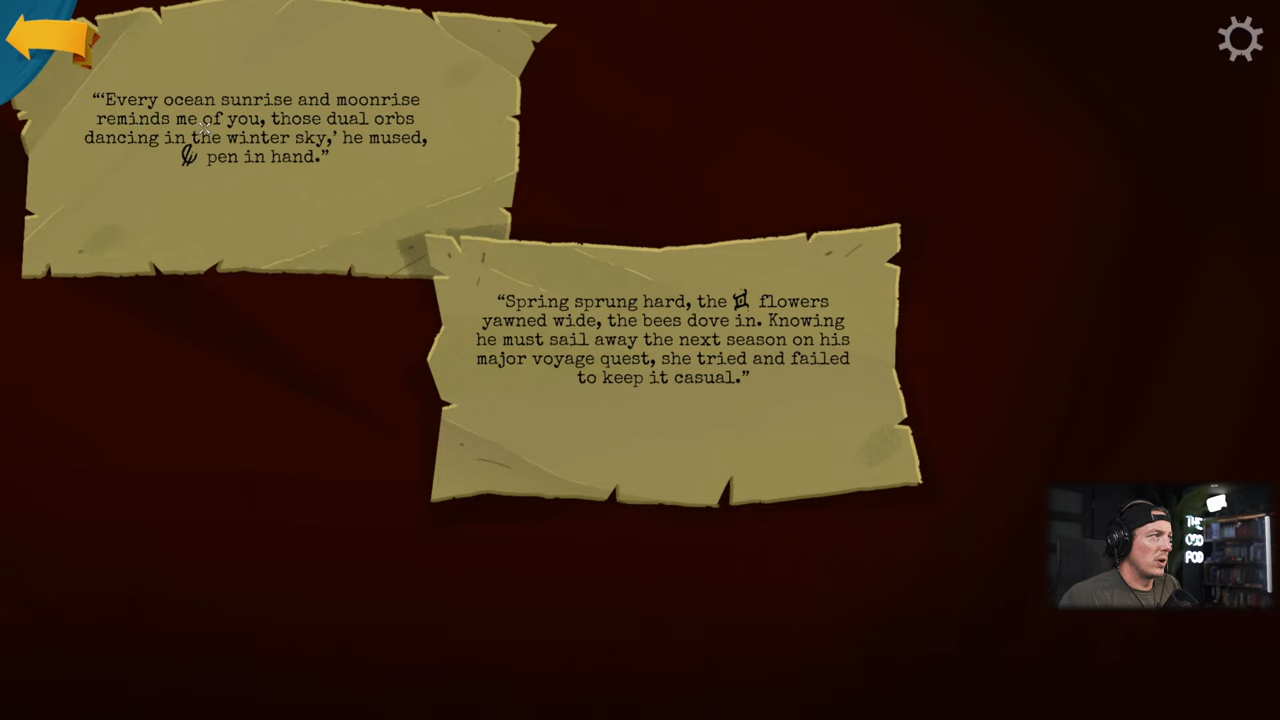 “‘Every ocean sunrise and moonrise
reminds me of you, those dual orbs
dancing in the winter sky,’ he mused,
pen in hand.”
“Spring sprung hard, the flowers
yawned wide, the bees dove in. Knowing
he must sail away the next season on his
major voyage quest, she tried and failed
to keep it casual.”
THE
POD